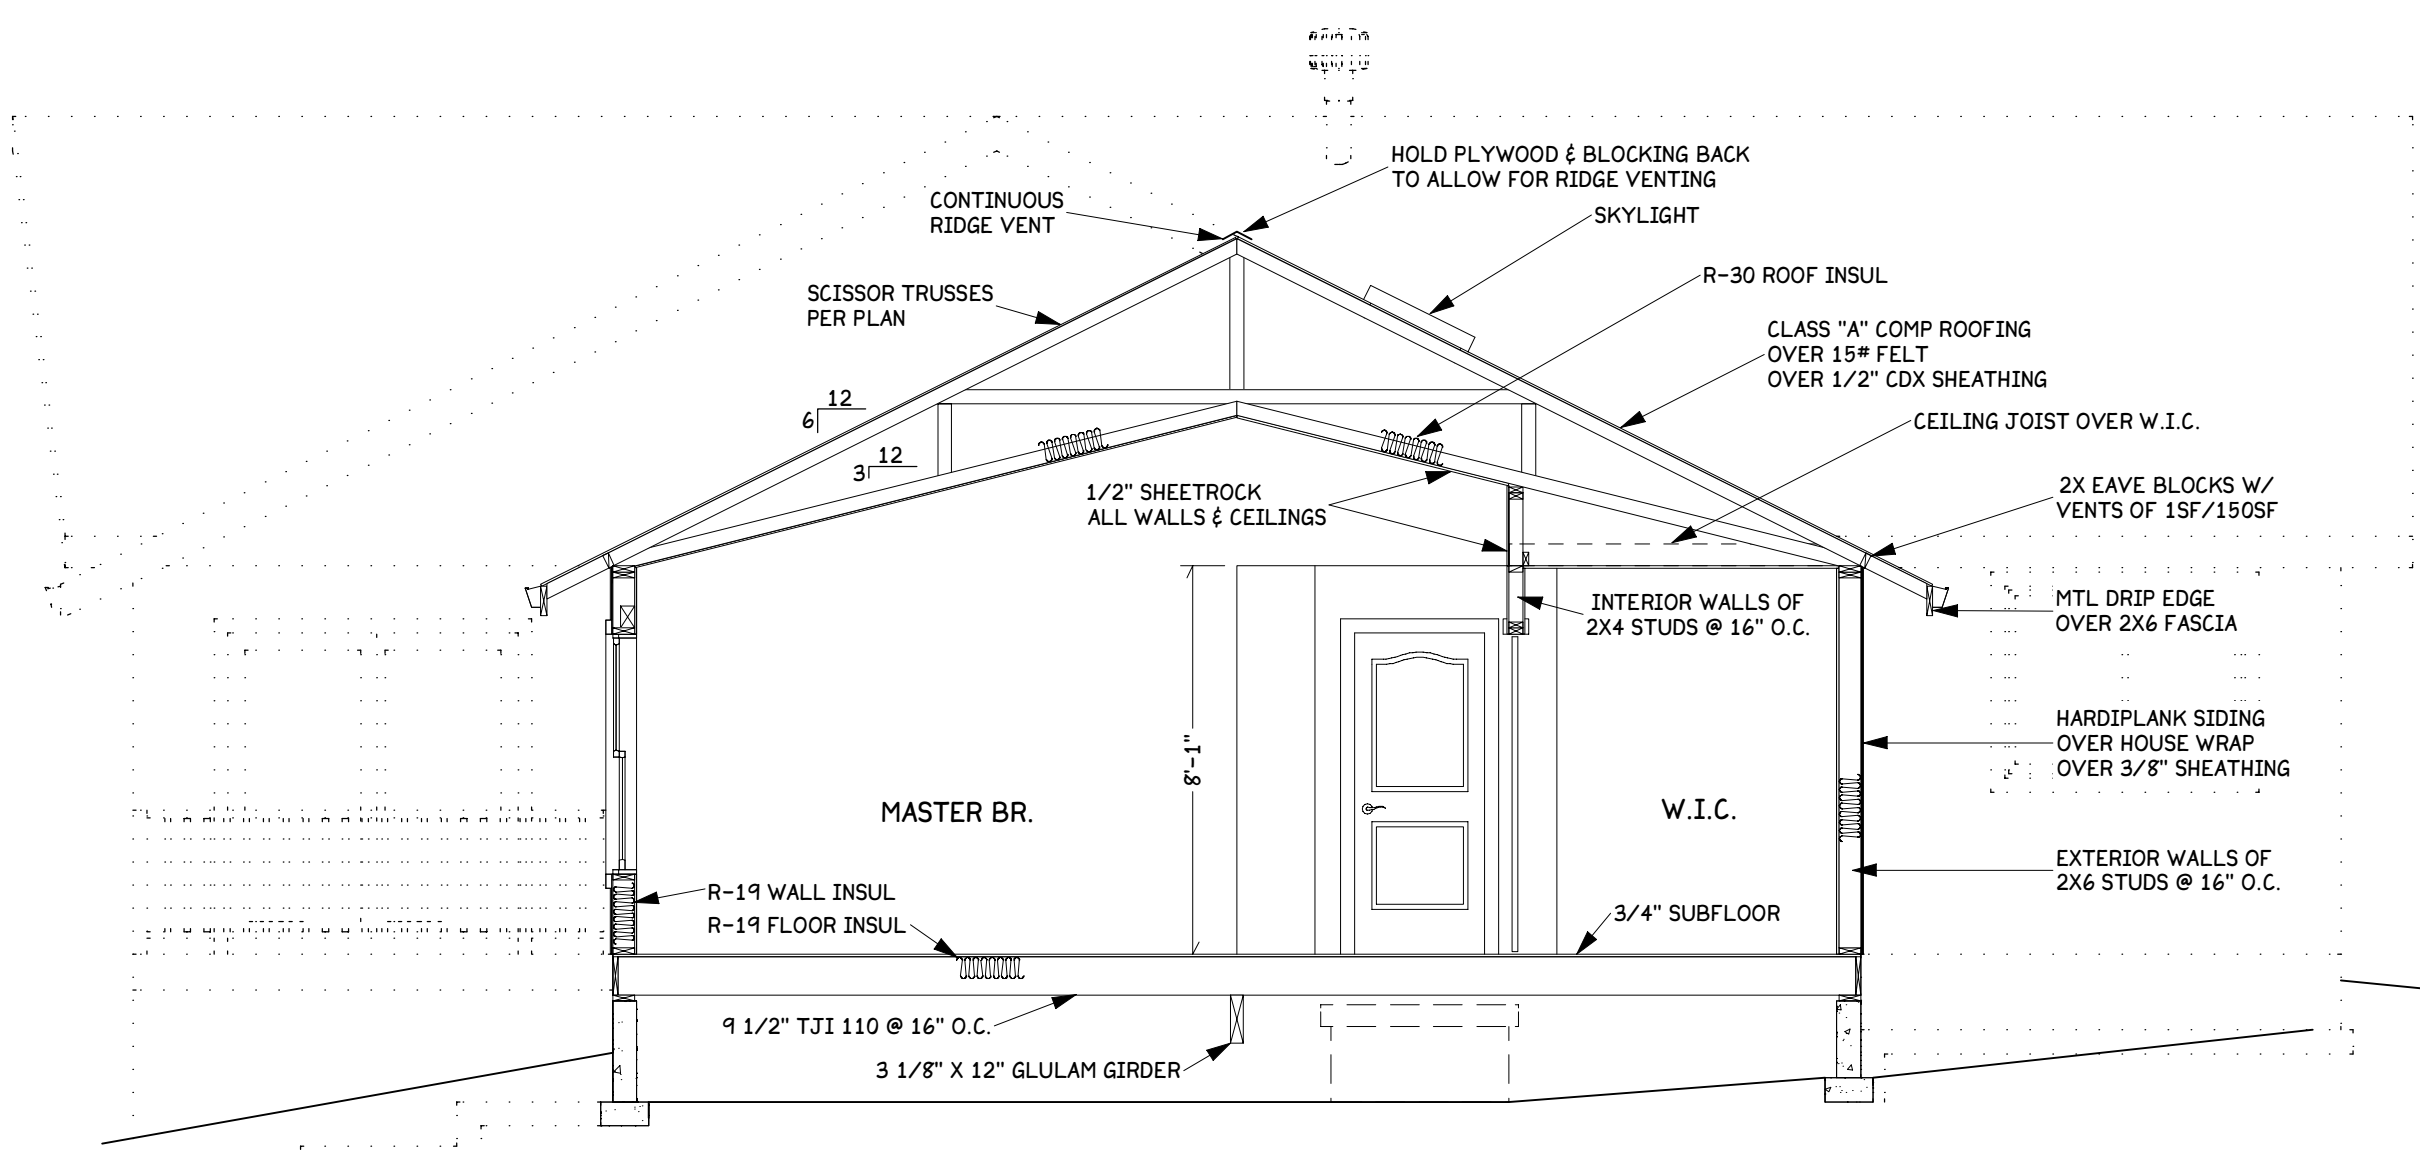 HOLD PLYWOOD & BLOCKING BACK
TO ALLOW FOR RIDGE VENTING
CONTINUOUS
RIDGE VENT
SKYLIGHT
R-30 ROOF INSUL
SCISSOR TRUSSES
PER PLAN
CLASS "A" COMP ROOFING
OVER 15# FELT
OVER 1/2" CDX SHEATHING
12
6
12
3
CEILING JOIST OVER W.I.C.
1/2" SHEETROCK
ALL WALLS & CEILINGS
2X EAVE BLOCKS W/
VENTS OF 1SF/150SF
INTERIOR WALLS OF
2X4 STUDS @ 16" O.C.
MTL DRIP EDGE
OVER 2X6 FASCIA
HARDIPLANK SIDING
OVER HOUSE WRAP
OVER 3/8" SHEATHING
8'-1"
MASTER BR.
W.I.C.
EXTERIOR WALLS OF
2X6 STUDS @ 16" O.C.
R-19 WALL INSUL
R-19 FLOOR INSUL
3/4" SUBFLOOR
9 1/2" TJI 110 @ 16" O.C.
3 1/8" X 12" GLULAM GIRDER